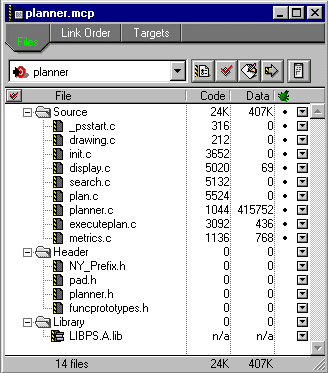 planner.mcp
Files Link Order Targets
planner
File Code Data
Source 24K 407K
_psstart.c 316 0
drawing.c 212 0
init.c 3652 0
display.c 5020 69
search.c 5132 0
plan.c 5524 0
planner.c 1044 415752
executeplan.c 3092 436
metrics.c 1136 768
Header 0 0
NY_Prefix.h 0 0
pad.h 0 0
planner.h 0 0
funcprototypes.h 0 0
Library 0 0
LIBPS.A.lib n/a n/a
14 files 24K 407K